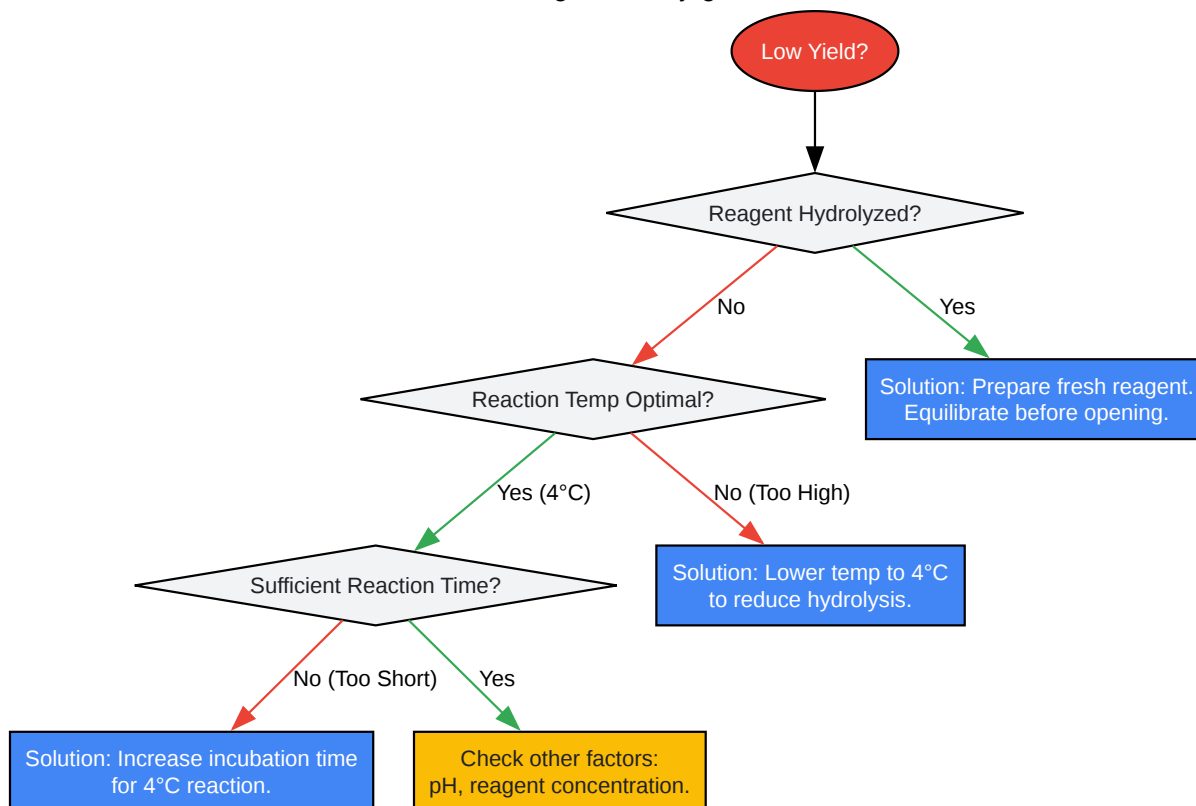 Low Yield?
Reagent Hydrolyzed?
No
Yes
Reaction Temp Optimal?
Solution: Prepare fresh reagent.
Equilibrate before opening.
Yes (4°C)
No (Too High)
Sufficient Reaction Time?
Solution: Lower temp to 4°C
to reduce hydrolysis.
No (Too Short)
Yes
Solution: Increase incubation time
for 4°C reaction.
Check other factors:
pH, reagent concentration.